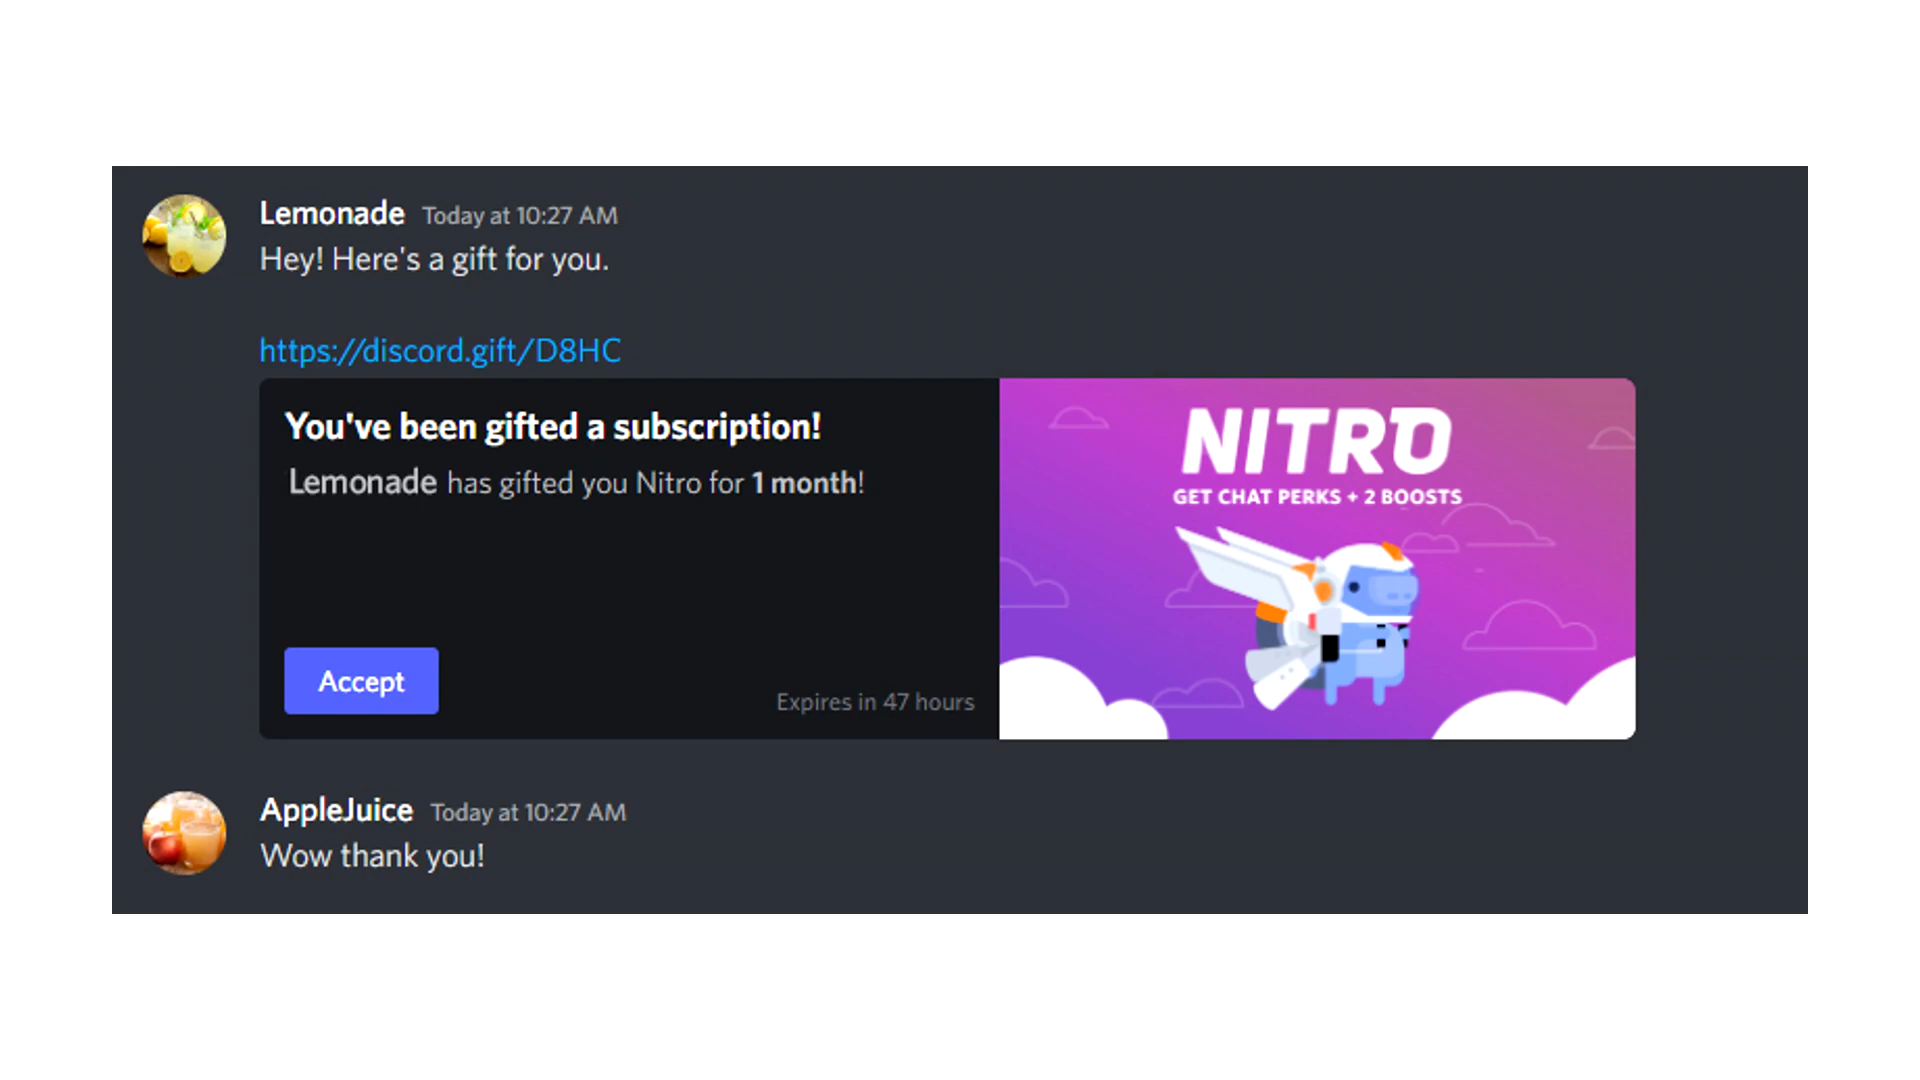 Lemonade Today at 10:27 AM
Hey! Here's a gift for you.
https://discord.gift/D8HC
You've been gifted a subscription!
Lemonade has gifted you Nitro for 1 month!
Accept
Expires in 47 hours
NITRO
GET CHAT PERKS + 2 BOOSTS
AppleJuice Today at 10:27 AM
Wow thank you!